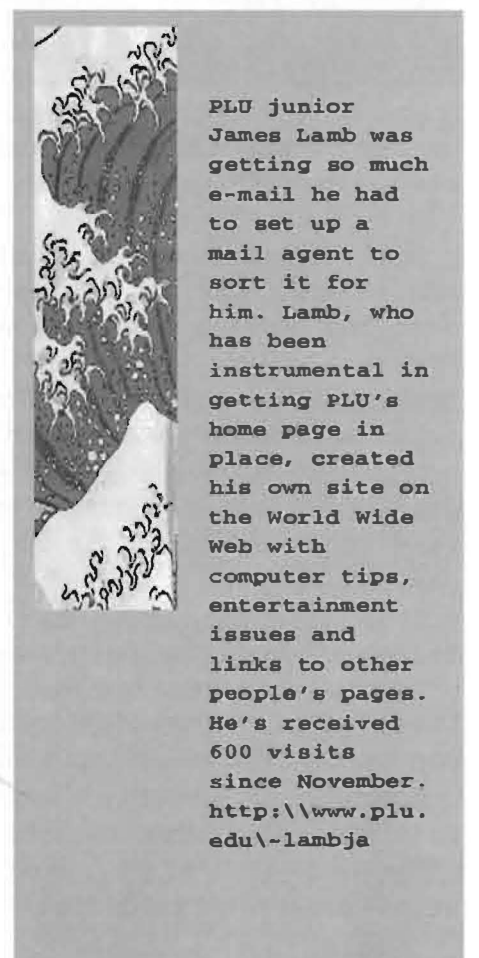 PLU junior
James Lamb was
getting so much
e-mail he had
to set up a
mail agent to
sort it for
him. Lamb, who
has been
instrumental in
getting PLU's
home page in
place, created
his own site on
the World Wide
Web with
computer tips,
entertainment
issues and
links to other
people's pages.
He's received
600 visits
since November.
http:\\www.plu.
edu\~lambja